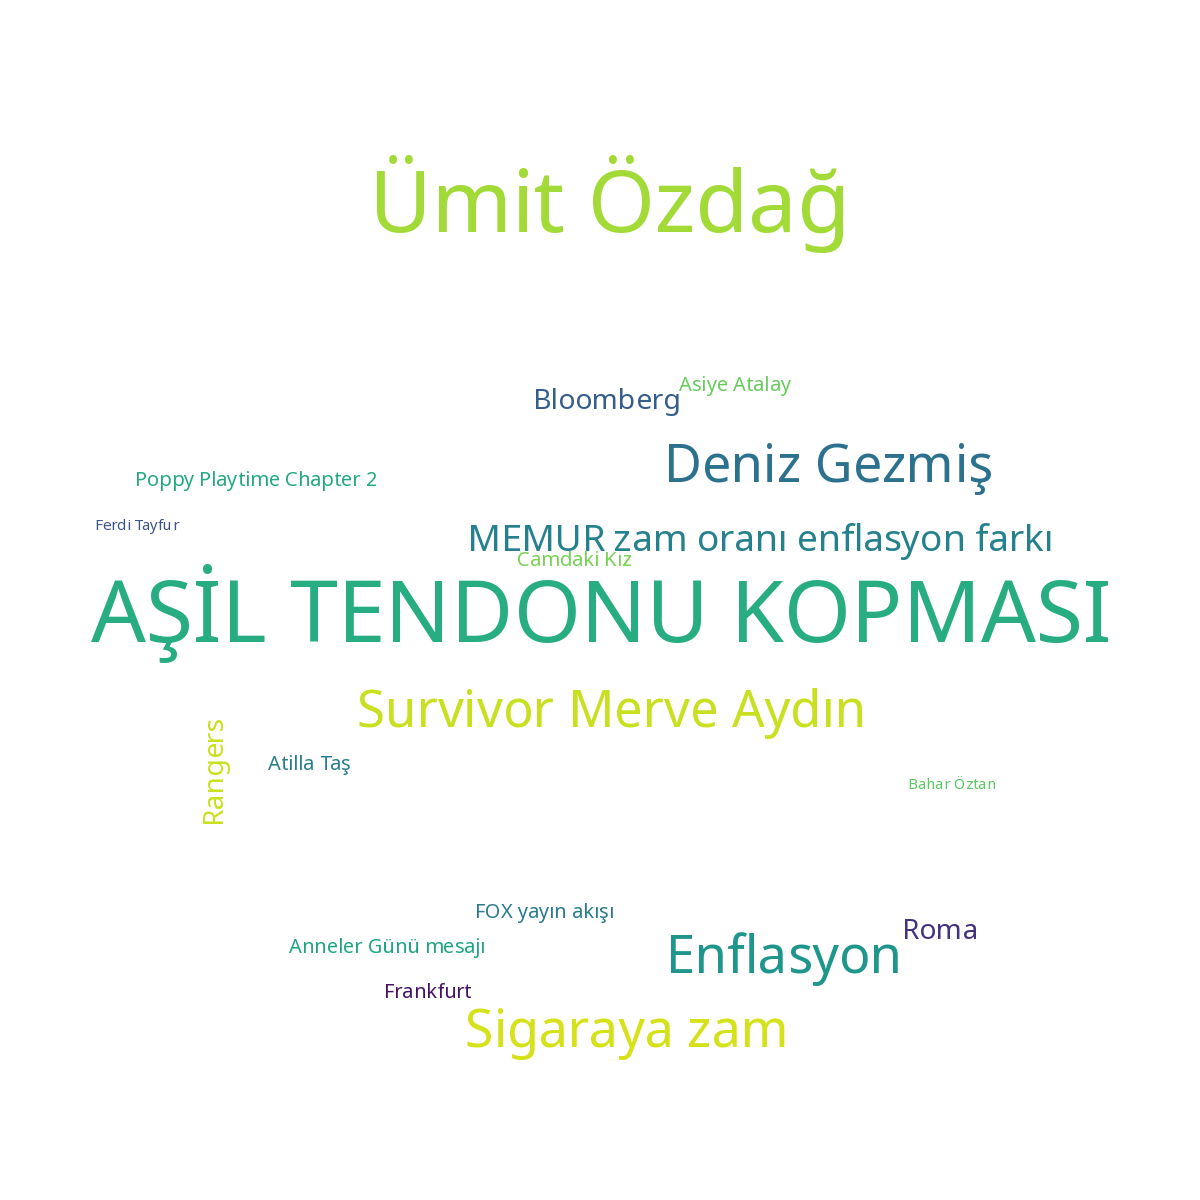 Ümit Özdağ
Asiye Atalay
Bloomberg
Deniz Gezmiş
Poppy Playtime Chapter 2
Ferdi Tayfur
MEMUR zam oranı enflasyon farkı
Camdaki Kız
AŞİL TENDONU KOPMASI
Survivor Merve Aydın
Rangers
Atilla Taş
Bahar Öztan
FOX yayın akışı
Roma
Anneler Günü mesajı
Enflasyon
Frankfurt
Sigaraya zam